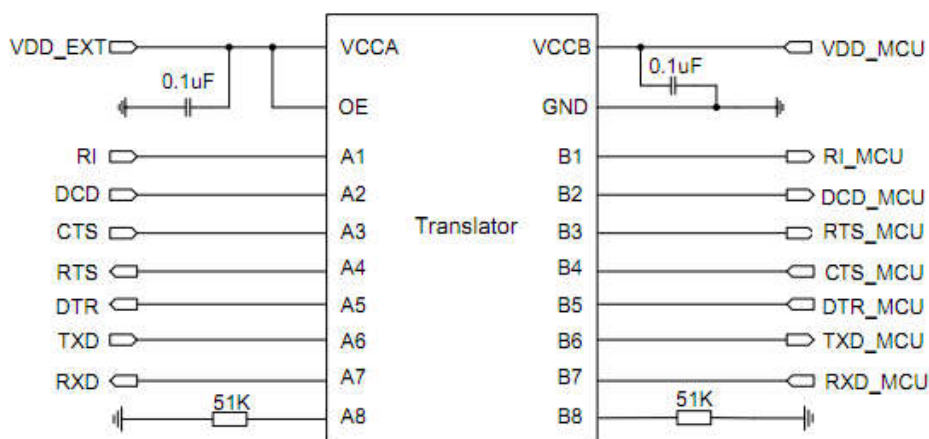 VDD_EXT VCCA VCCB VDD_MCU
0.1uF 0.1uF
OE GND
RI A1 B1 RI_MCU
DCD A2 B2 DCD_MCU
CTS A3 Translator B3 RTS_MCU
RTS A4 B4 CTS_MCU
DTR A5 B5 DTR_MCU
TXD A6 B6 TXD_MCU
RXD A7 B7 RXD_MCU
51K A8 B8 51K